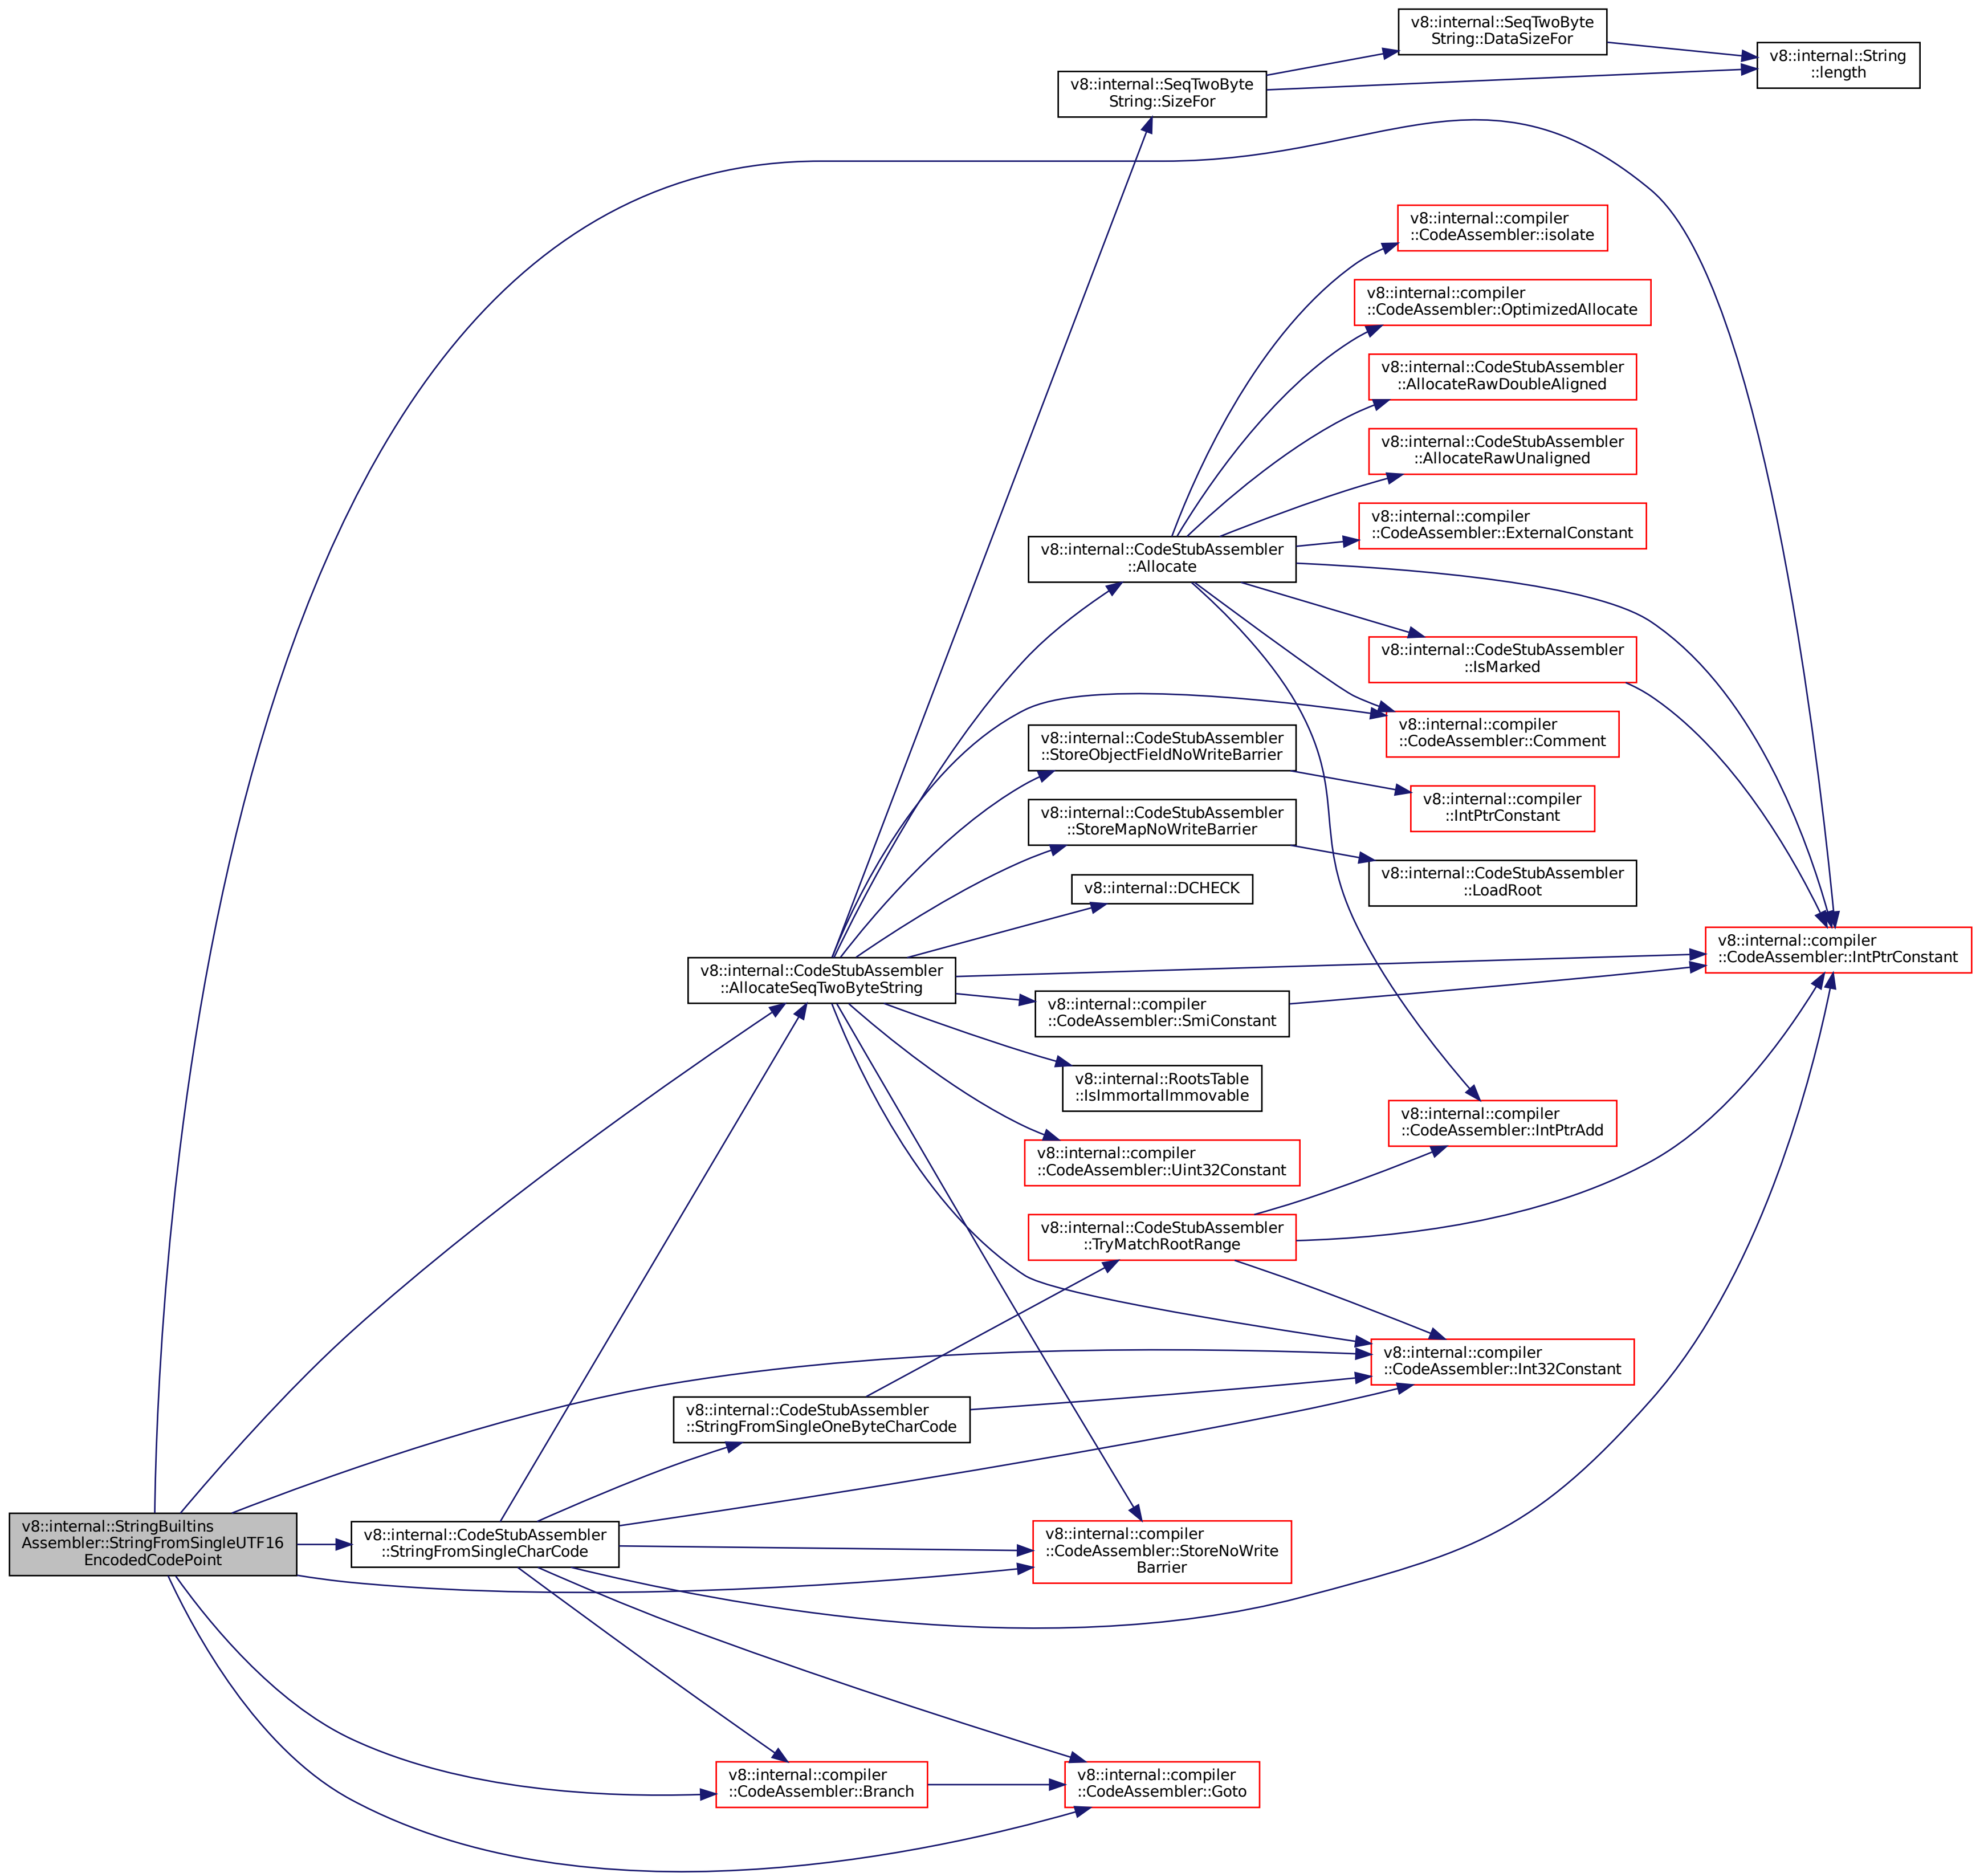 v8::internal::SeqTwoByte
String::DataSizeFor
v8::internal::String
::length
v8::internal::SeqTwoByte
String::SizeFor
v8::internal::compiler
::CodeAssembler::isolate
v8::internal::compiler
::CodeAssembler::OptimizedAllocate
v8::internal::CodeStubAssembler
::AllocateRawDoubleAligned
v8::internal::CodeStubAssembler
::AllocateRawUnaligned
v8::internal::compiler
::CodeAssembler::ExternalConstant
v8::internal::CodeStubAssembler
::Allocate
v8::internal::CodeStubAssembler
::IsMarked
v8::internal::compiler
::CodeAssembler::Comment
v8::internal::CodeStubAssembler
::StoreObjectFieldNoWriteBarrier
v8::internal::compiler
::IntPtrConstant
v8::internal::CodeStubAssembler
::StoreMapNoWriteBarrier
v8::internal::CodeStubAssembler
::LoadRoot
v8::internal::DCHECK
v8::internal::compiler
::CodeAssembler::IntPtrConstant
v8::internal::CodeStubAssembler
::AllocateSeqTwoByteString
v8::internal::compiler
::CodeAssembler::SmiConstant
v8::internal::RootsTable
::IsImmortalImmovable
v8::internal::compiler
::CodeAssembler::IntPtrAdd
v8::internal::compiler
::CodeAssembler::Uint32Constant
v8::internal::CodeStubAssembler
::TryMatchRootRange
v8::internal::compiler
::CodeAssembler::Int32Constant
v8::internal::CodeStubAssembler
::StringFromSingleOneByteCharCode
v8::internal::StringBuiltins
Assembler::StringFromSingleUTF16
EncodedCodePoint
v8::internal::CodeStubAssembler
::StringFromSingleCharCode
v8::internal::compiler
::CodeAssembler::StoreNoWrite
Barrier
v8::internal::compiler
::CodeAssembler::Branch
v8::internal::compiler
::CodeAssembler::Goto